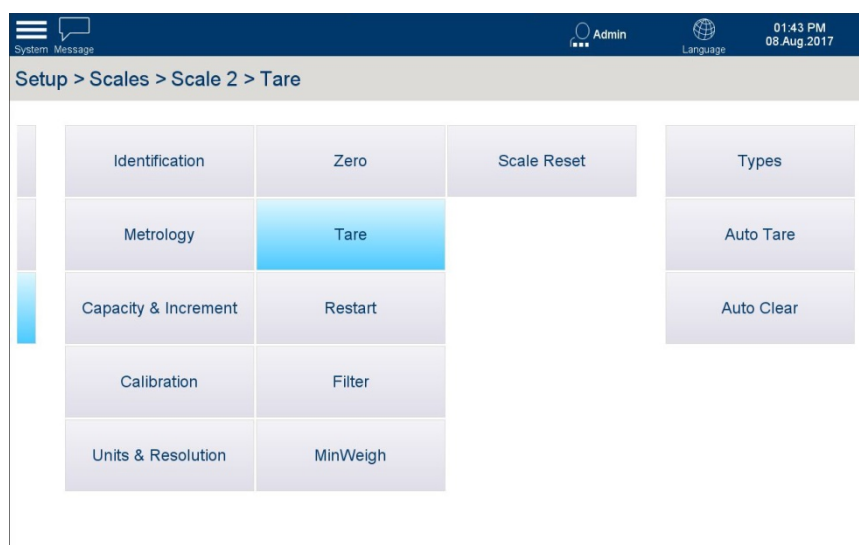 System Message
Admin
Language
01:43 PM
08.Aug.2017
Setup > Scales > Scale 2 > Tare
Identification Zero Scale Reset Types
Metrology Tare Auto Tare
Capacity & Increment Restart Auto Clear
Calibration Filter
Units & Resolution MinWeigh